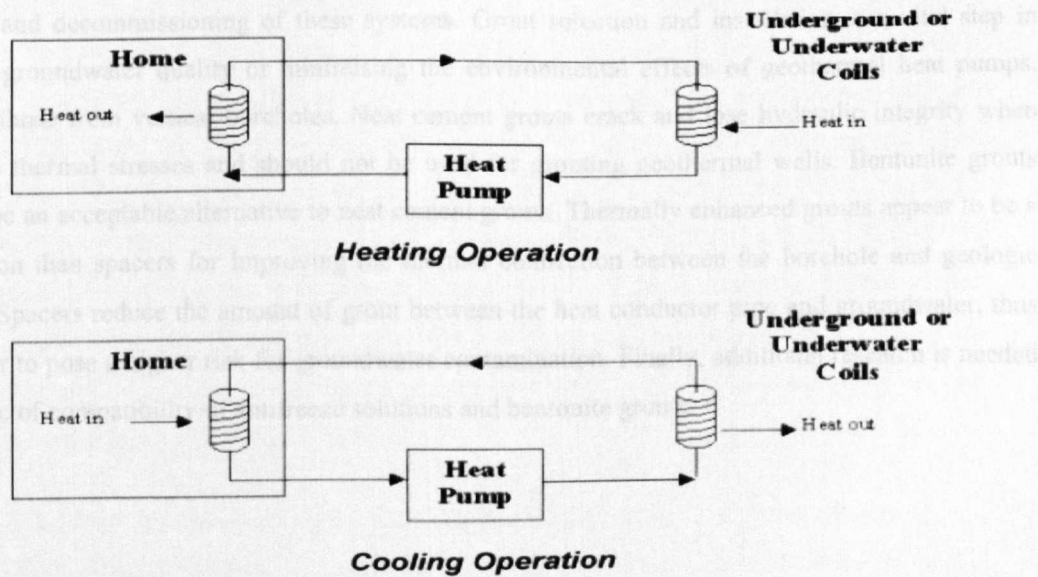 and decommissioning of these systems. Grout selection and step in
Underground or
Underwater
Coils
Home
groundwater quality or minimising the environmental effects of geothermal heat pumps.
Heat out
Heat in
vertical boreholes. Neat cement grouts crack and lose hydraulic integrity when
Heat
Pump
thermal stresses and should not be used for grouting geothermal wells. Bentonite grouts
an acceptable alternative to neat cement grouts. Thermally enhanced grouts appear to be a
Heating Operation
than spacers for improving the thermal connection between the borehole and geologic
Spacers reduce the amount of grout between the heat conductor pipe and groundwater, thus
Underground or
Underwater
Coils
Home
to pose a risk for groundwater contamination. Finally, additional research is needed
Heat in
Heat out
of compatibility of antifreeze solutions and bentonite grouts.
Heat
Pump
Cooling Operation